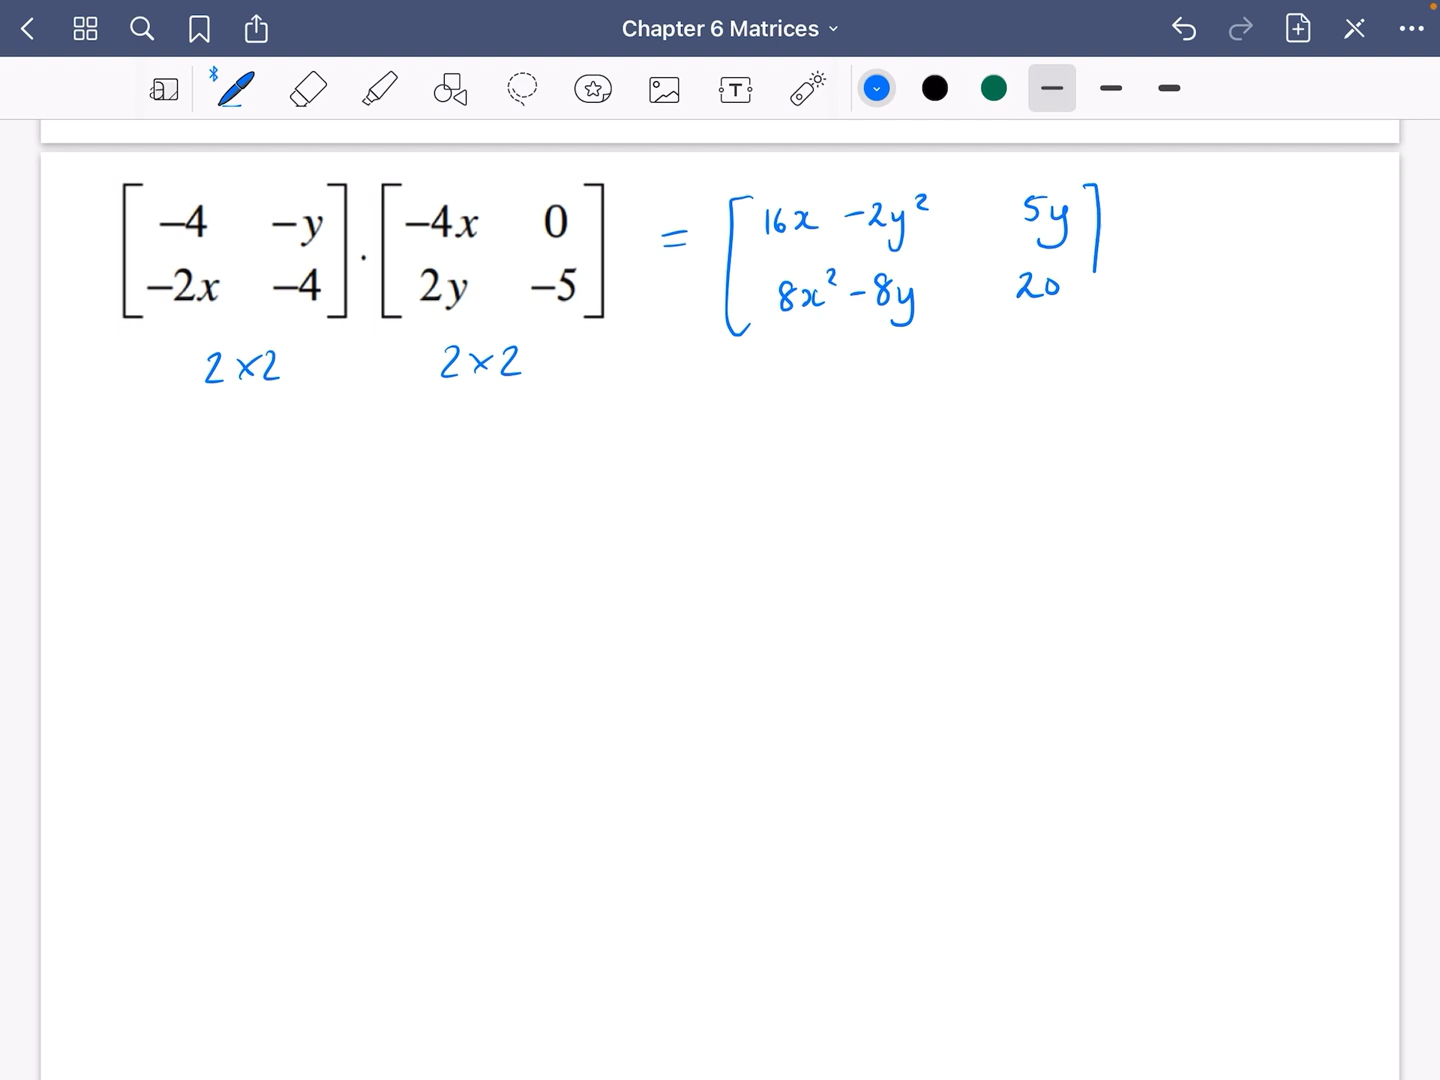 Chapter 6 Matrices
[−4 −y] · [−4x 0] = [16x −2y² 5y]
[−2x −4] [2y −5] [8x² −8y 20
2×2 2×2